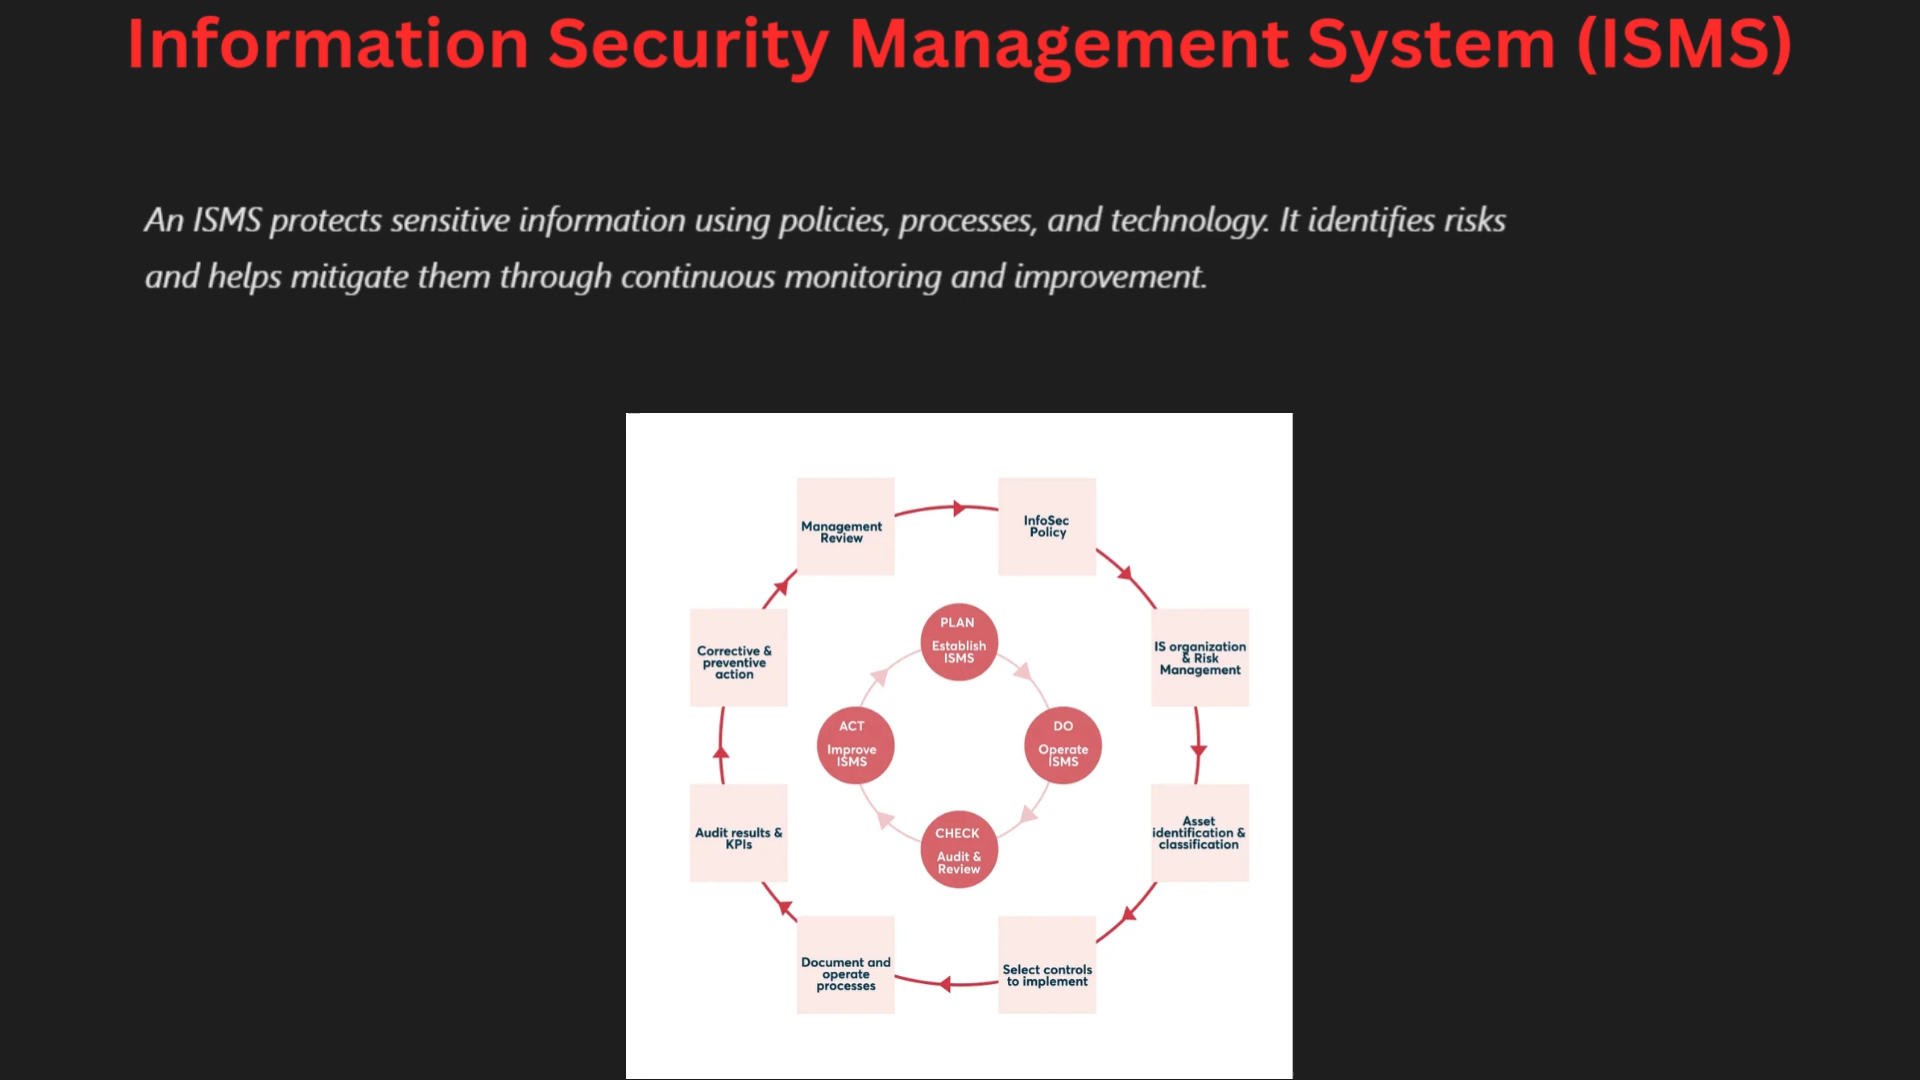 Information Security Management System (ISMS)
An ISMS protects sensitive information using policies, processes, and technology. It identifies risks
and helps mitigate them through continuous monitoring and improvement.
Management
Review
InfoSec
Policy
IS organization
& Risk
Management
Asset
identification &
classification
Select controls
to implement
Document and
operate
processes
Audit results &
KPIs
Corrective &
preventive
action
PLAN
Establish
ISMS
DO
Operate
ISMS
CHECK
Audit &
Review
ACT
Improve
ISMS